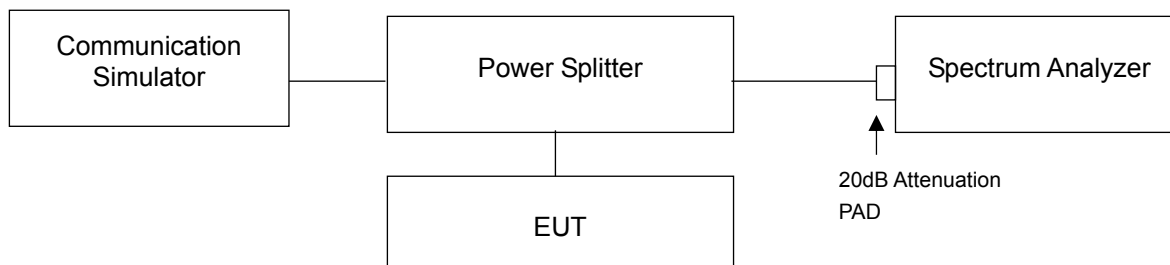 Communication
Simulator
Power Splitter
Spectrum Analyzer
20dB Attenuation
PAD
EUT